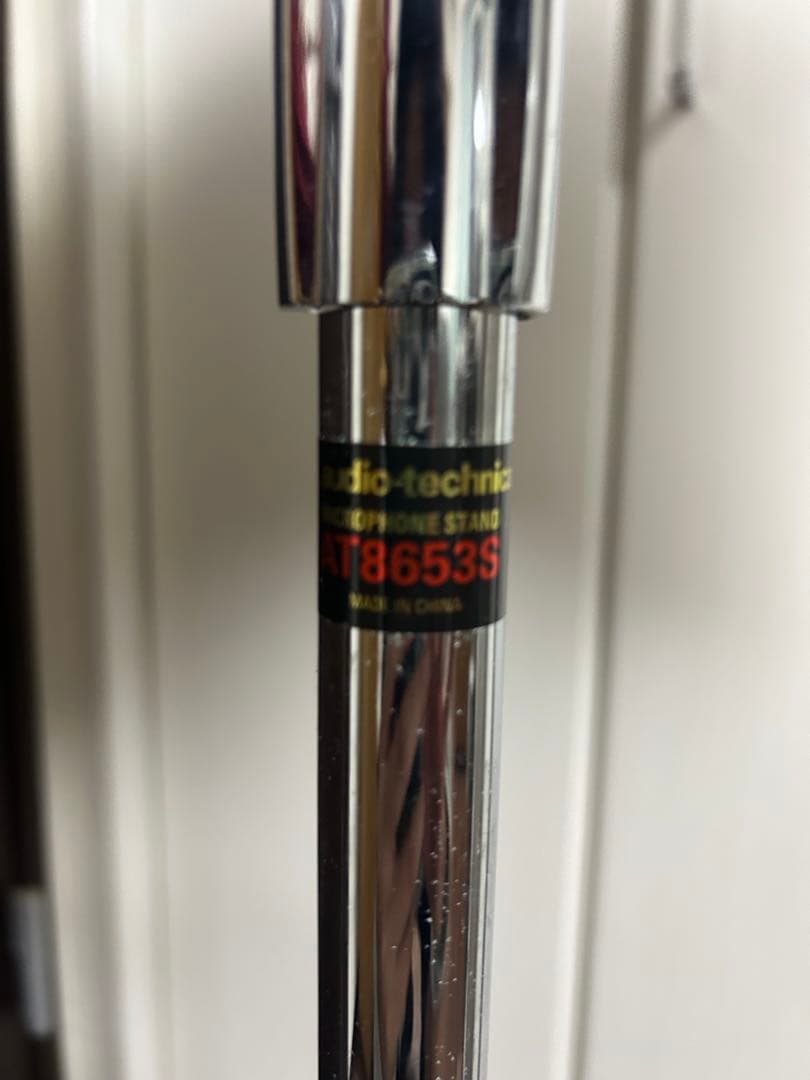 audio-technica
MICROPHONE STAND
AT8653S
MADE IN CHINA